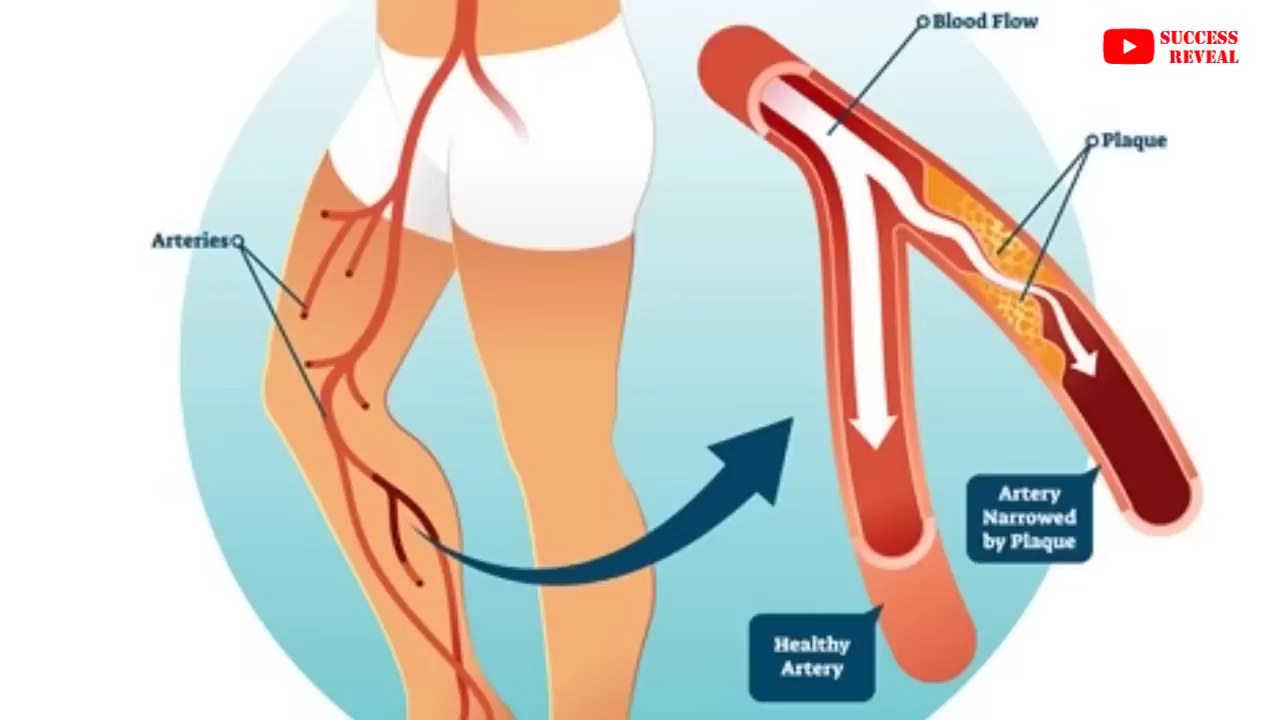 Blood Flow
SUCCESS
REVEAL
Plaque
Arteries
Artery
Narrowed
by Plaque
Healthy
Artery